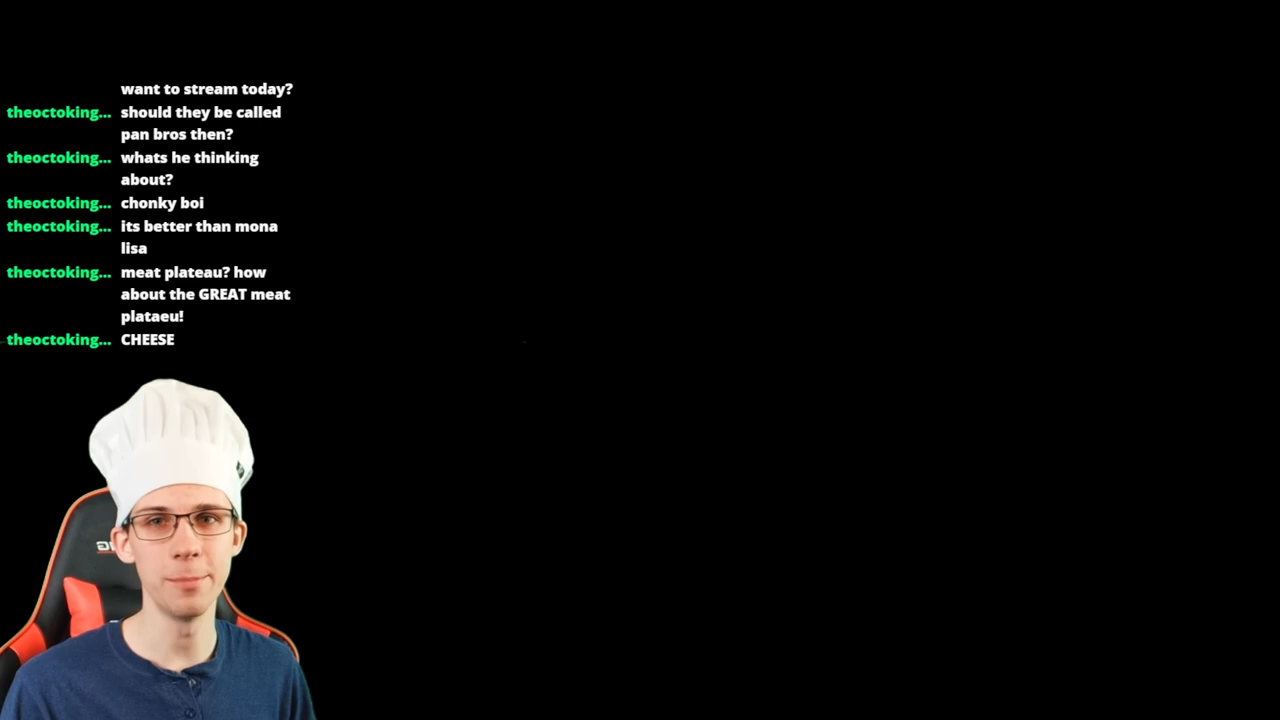 want to stream today?
theoctoking... should they be called
pan bros then?
theoctoking... whats he thinking
about?
theoctoking... chonky boi
theoctoking... its better than mona
lisa
theoctoking... meat plateau? how
about the GREAT meat
plataeu!
theoctoking... CHEESE